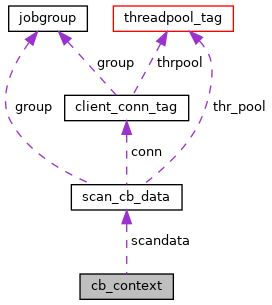 jobgroup threadpool_tag
group thrpool
client_conn_tag
group thr_pool
conn
scan_cb_data
scandata
cb_context